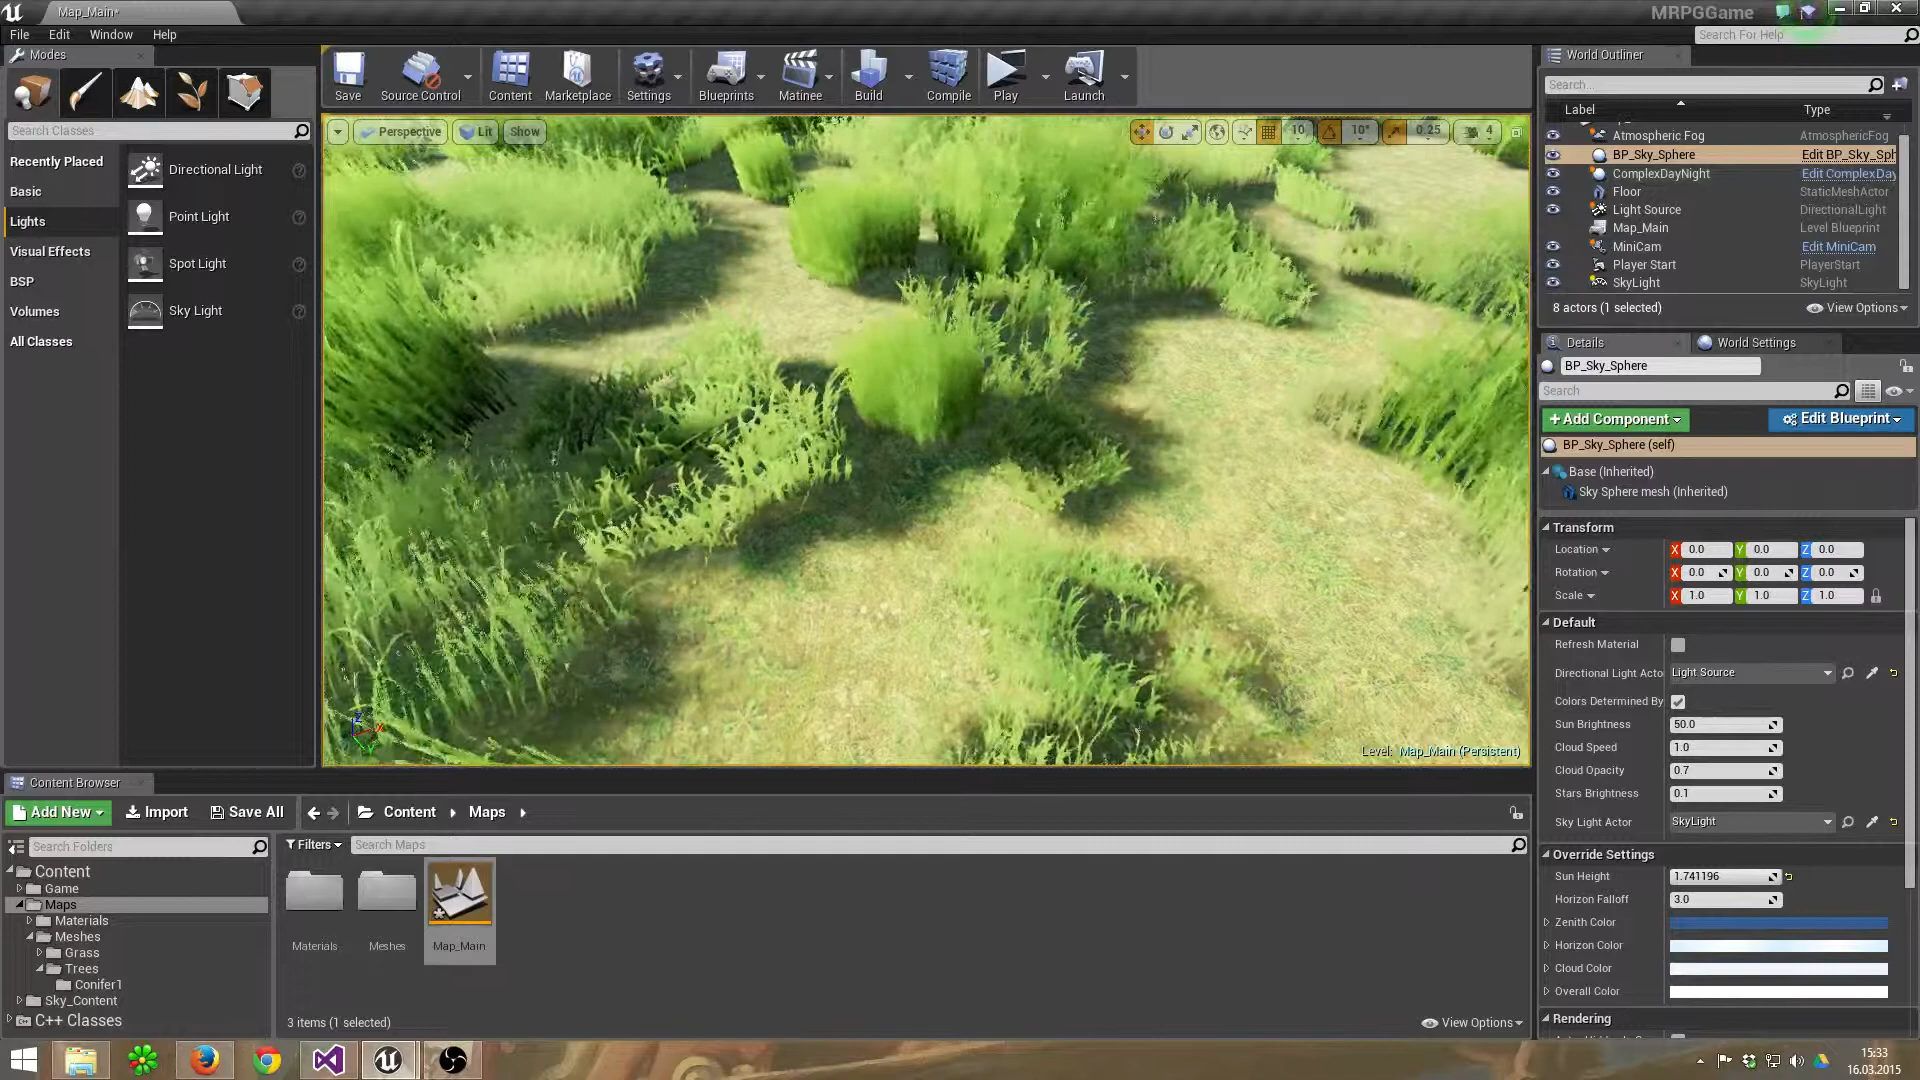 Map_Main*
MRPGGame
File Edit Window Help
Search For Help
Modes
Save Source Control Content Marketplace Settings Blueprints Matinee Build Compile Play Launch
Search Classes
Recently Placed
Basic
Lights
Visual Effects
BSP
Volumes
All Classes
Directional Light
Point Light
Spot Light
Sky Light
Perspective Lit Show
10 10° 0.25 4
Level: Map_Main (Persistent)
World Outliner
Search...
Label Type
Atmospheric Fog AtmosphericFog
BP_Sky_Sphere Edit BP_Sky_Sph
ComplexDayNight Edit ComplexDay
Floor StaticMeshActor
Light Source DirectionalLight
Map_Main Level Blueprint
MiniCam Edit MiniCam
Player Start PlayerStart
SkyLight SkyLight
8 actors (1 selected) View Options
Details World Settings
BP_Sky_Sphere
Search
+Add Component Edit Blueprint
BP_Sky_Sphere (self)
Base (Inherited)
Sky Sphere mesh (Inherited)
Transform
Location X 0.0 Y 0.0 Z 0.0
Rotation X 0.0 Y 0.0 Z 0.0
Scale X 1.0 Y 1.0 Z 1.0
Default
Refresh Material
Directional Light Acto Light Source
Colors Determined By
Sun Brightness 50.0
Cloud Speed 1.0
Cloud Opacity 0.7
Stars Brightness 0.1
Sky Light Actor SkyLight
Override Settings
Sun Height 1.741196
Horizon Falloff 3.0
Zenith Color
Horizon Color
Cloud Color
Overall Color
Rendering
Content Browser
Add New Import Save All Content Maps
Search Folders
Filters Search Maps
Content
Game
Maps
Materials
Meshes
Grass
Trees
Conifer1
Sky_Content
C++ Classes
Materials Meshes Map_Main
3 items (1 selected) View Options
15:33
16.03.2015